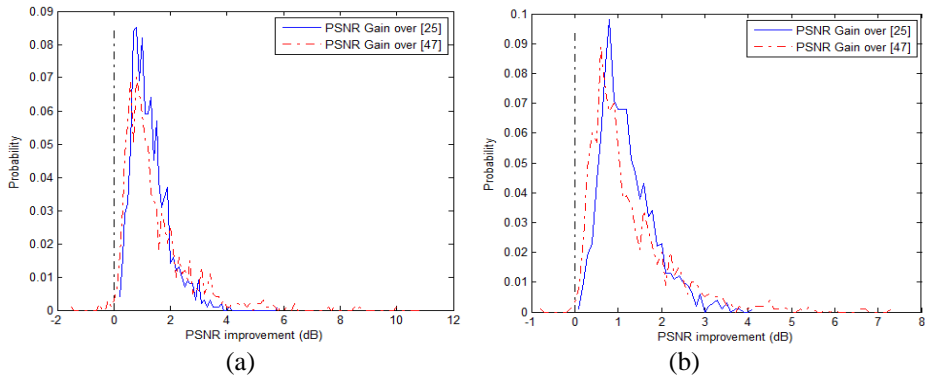 0.09
0.08
0.07
0.06
0.05
0.04
0.03
0.02
0.01
0
Probability
-2 0 2 4 6 8 10 12
PSNR improvement (dB)
PSNR Gain over [25]
PSNR Gain over [47]
(a)
0.1
0.09
0.08
0.07
0.06
0.05
0.04
0.03
0.02
0.01
0
Probability
-1 0 1 2 3 4 5 6 7 8
PSNR improvement (dB)
PSNR Gain over [25]
PSNR Gain over [47]
(b)